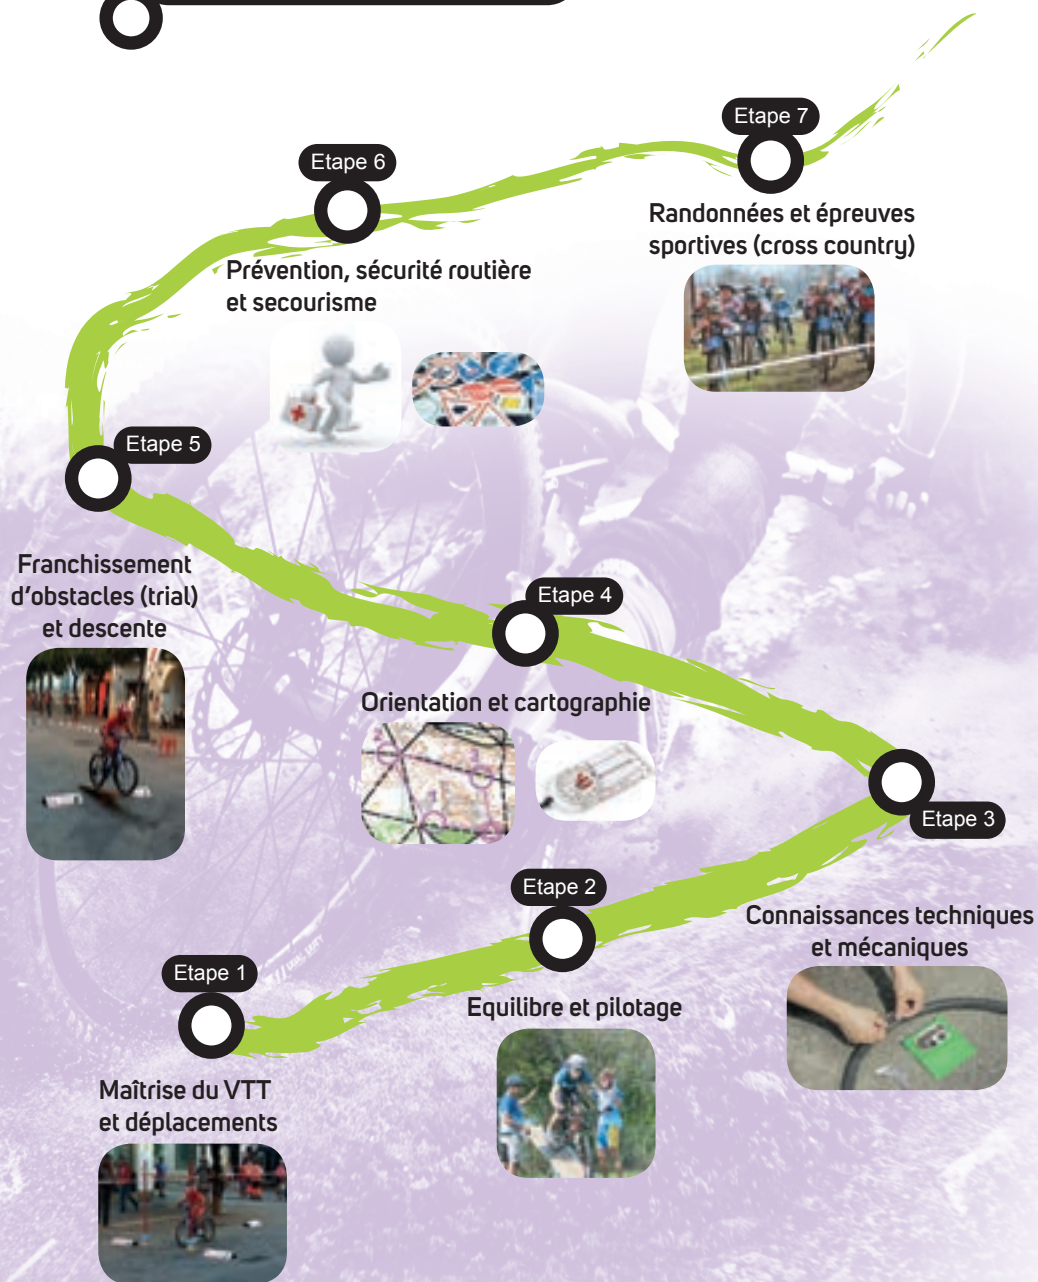 Etape 7
Etape 6
Randonnées et épreuves
sportives (cross country)
Prévention, sécurité routière
et secourisme
Etape 5
Franchissement
d'obstacles (trial)
et descente
Etape 4
Orientation et cartographie
Etape 3
Etape 2
Connaissances techniques
et mécaniques
Etape 1
Equilibre et pilotage
Maîtrise du VTT
et déplacements